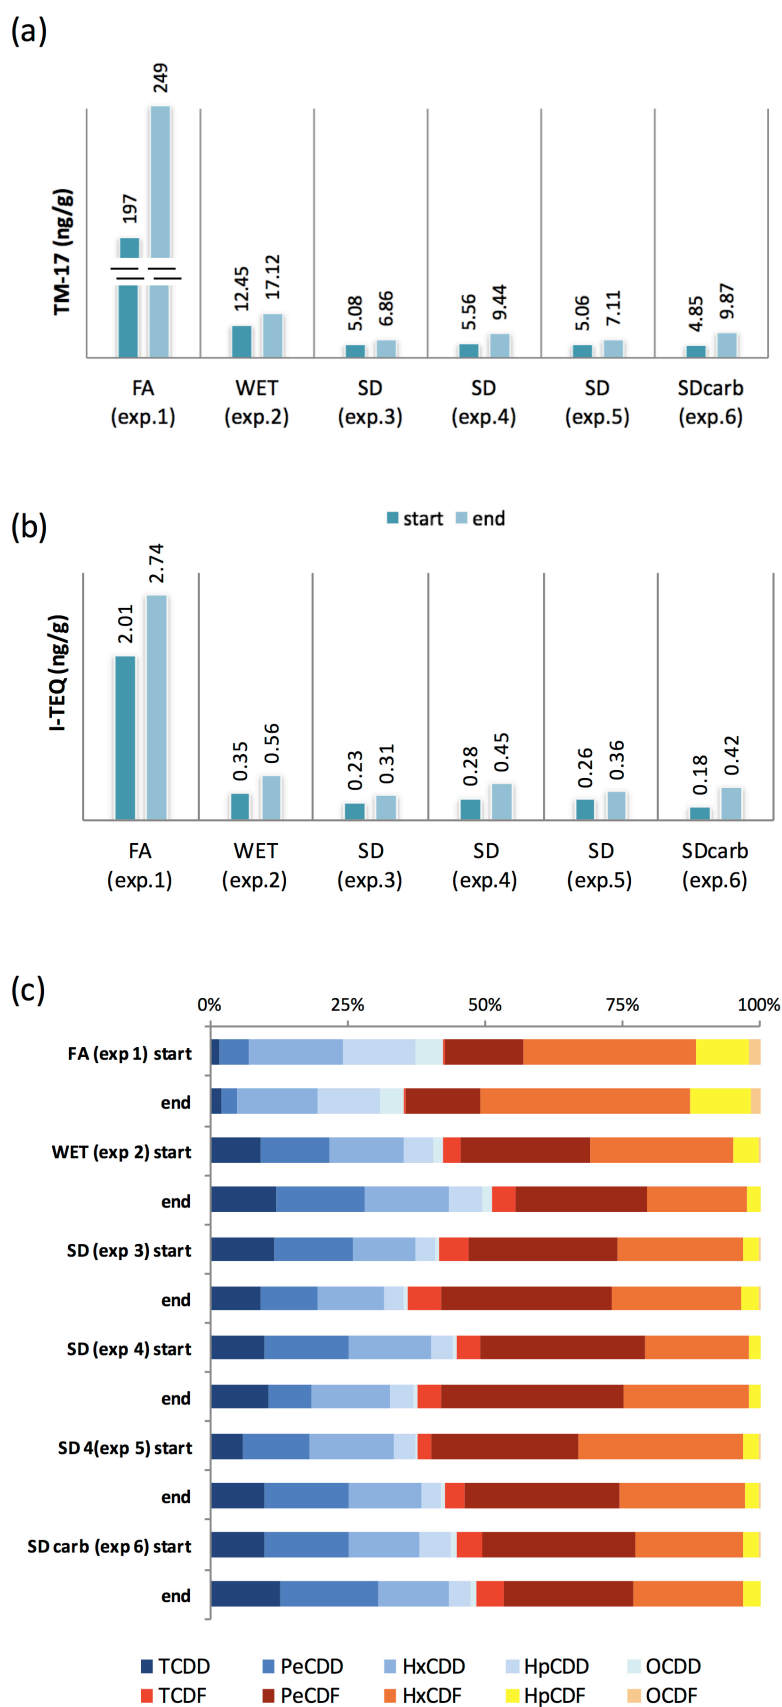 (a)
TM-17 (ng/g)
197 249 12.45 17.12 5.08 6.86 5.56 9.44 5.06 7.11 4.85 9.87
FA WET SD SD SD SDcarb
(exp.1) (exp.2) (exp.3) (exp.4) (exp.5) (exp.6)
(b)
start end
I-TEQ (ng/g)
2.01 2.74 0.35 0.56 0.23 0.31 0.28 0.45 0.26 0.36 0.18 0.42
FA WET SD SD SD SDcarb
(exp.1) (exp.2) (exp.3) (exp.4) (exp.5) (exp.6)
(c)
0% 25% 50% 75% 100%
FA (exp 1) start
end
WET (exp 2) start
end
SD (exp 3) start
end
SD (exp 4) start
end
SD 4(exp 5) start
end
SD carb (exp 6) start
end
TCDD PeCDD HxCDD HpCDD OCDD
TCDF PeCDF HxCDF HpCDF OCDF